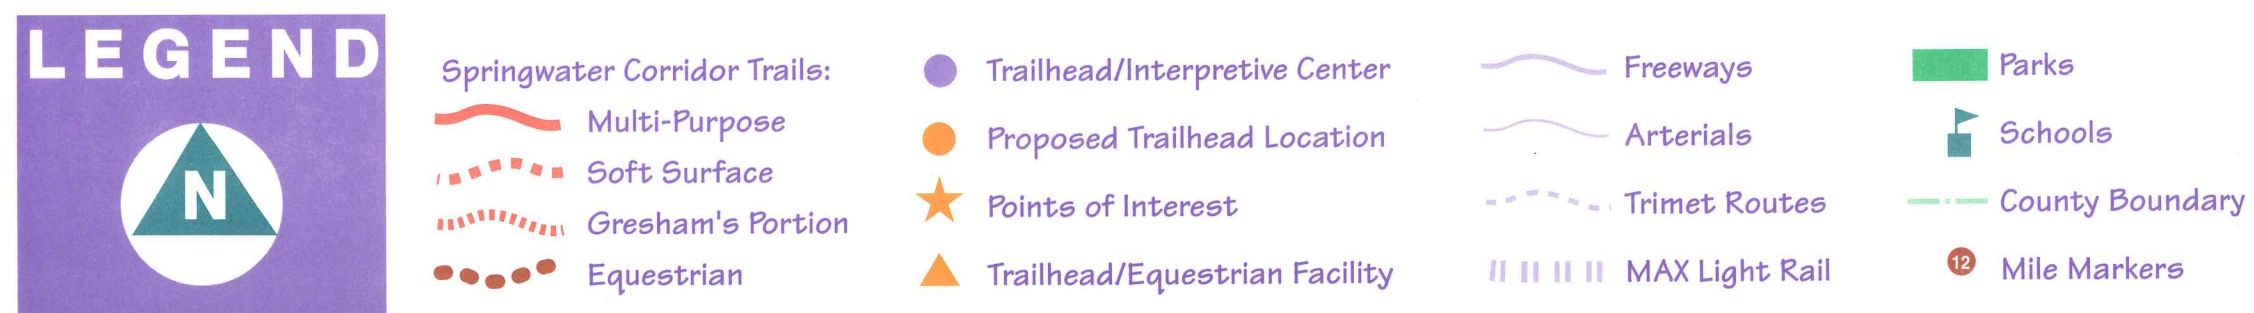 LEGEND
N
Springwater Corridor Trails:
Multi-Purpose
Soft Surface
Gresham's Portion
Equestrian
Trailhead/Interpretive Center
Proposed Trailhead Location
Points of Interest
Trailhead/Equestrian Facility
Freeways
Arterials
Trimet Routes
MAX Light Rail
Parks
Schools
County Boundary
12 Mile Markers